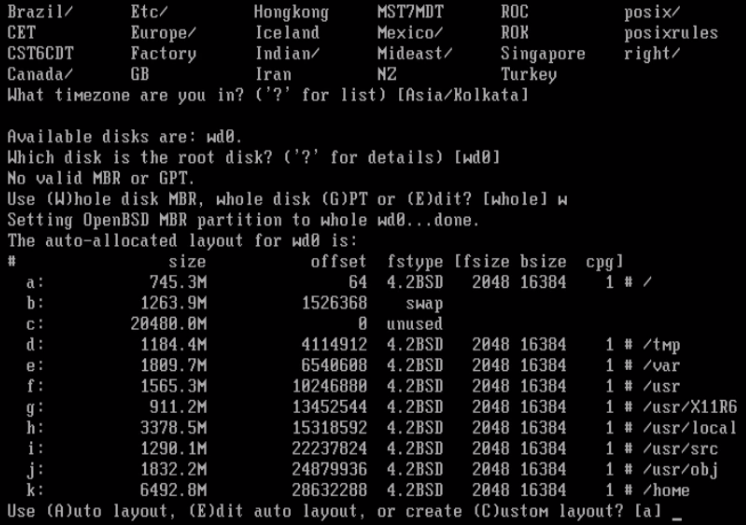 Brazil/ Etc/ Hongkong MST7MDT ROC posix/
CET Europe/ Iceland Mexico/ ROK posixrules
CST6CDT Factory Indian/ Mideast/ Singapore right/
Canada/ GB Iran NZ Turkey
What timezone are you in? ('?' for list) [Asia/Kolkata]
Available disks are: wd0.
Which disk is the root disk? ('?' for details) [wd0]
No valid MBR or GPT.
Use (W)hole disk MBR, whole disk (G)PT or (E)dit? [whole] w
Setting OpenBSD MBR partition to whole wd0...done.
The auto-allocated layout for wd0 is:
# size offset fstype [fsize bsize cpg]
a: 745.3M 64 4.2BSD 2048 16384 1 # /
b: 1263.9M 1526368 swap
c: 20480.0M 0 unused
d: 1184.4M 4114912 4.2BSD 2048 16384 1 # /tmp
e: 1809.7M 6540608 4.2BSD 2048 16384 1 # /var
f: 1565.3M 10246880 4.2BSD 2048 16384 1 # /usr
g: 911.2M 13452544 4.2BSD 2048 16384 1 # /usr/X11R6
h: 3378.5M 15318592 4.2BSD 2048 16384 1 # /usr/local
i: 1290.1M 22237824 4.2BSD 2048 16384 1 # /usr/src
j: 1832.2M 24879936 4.2BSD 2048 16384 1 # /usr/obj
k: 6492.8M 28632288 4.2BSD 2048 16384 1 # /home
Use (A)uto layout, (E)dit auto layout, or create (C)ustom layout? [a] _